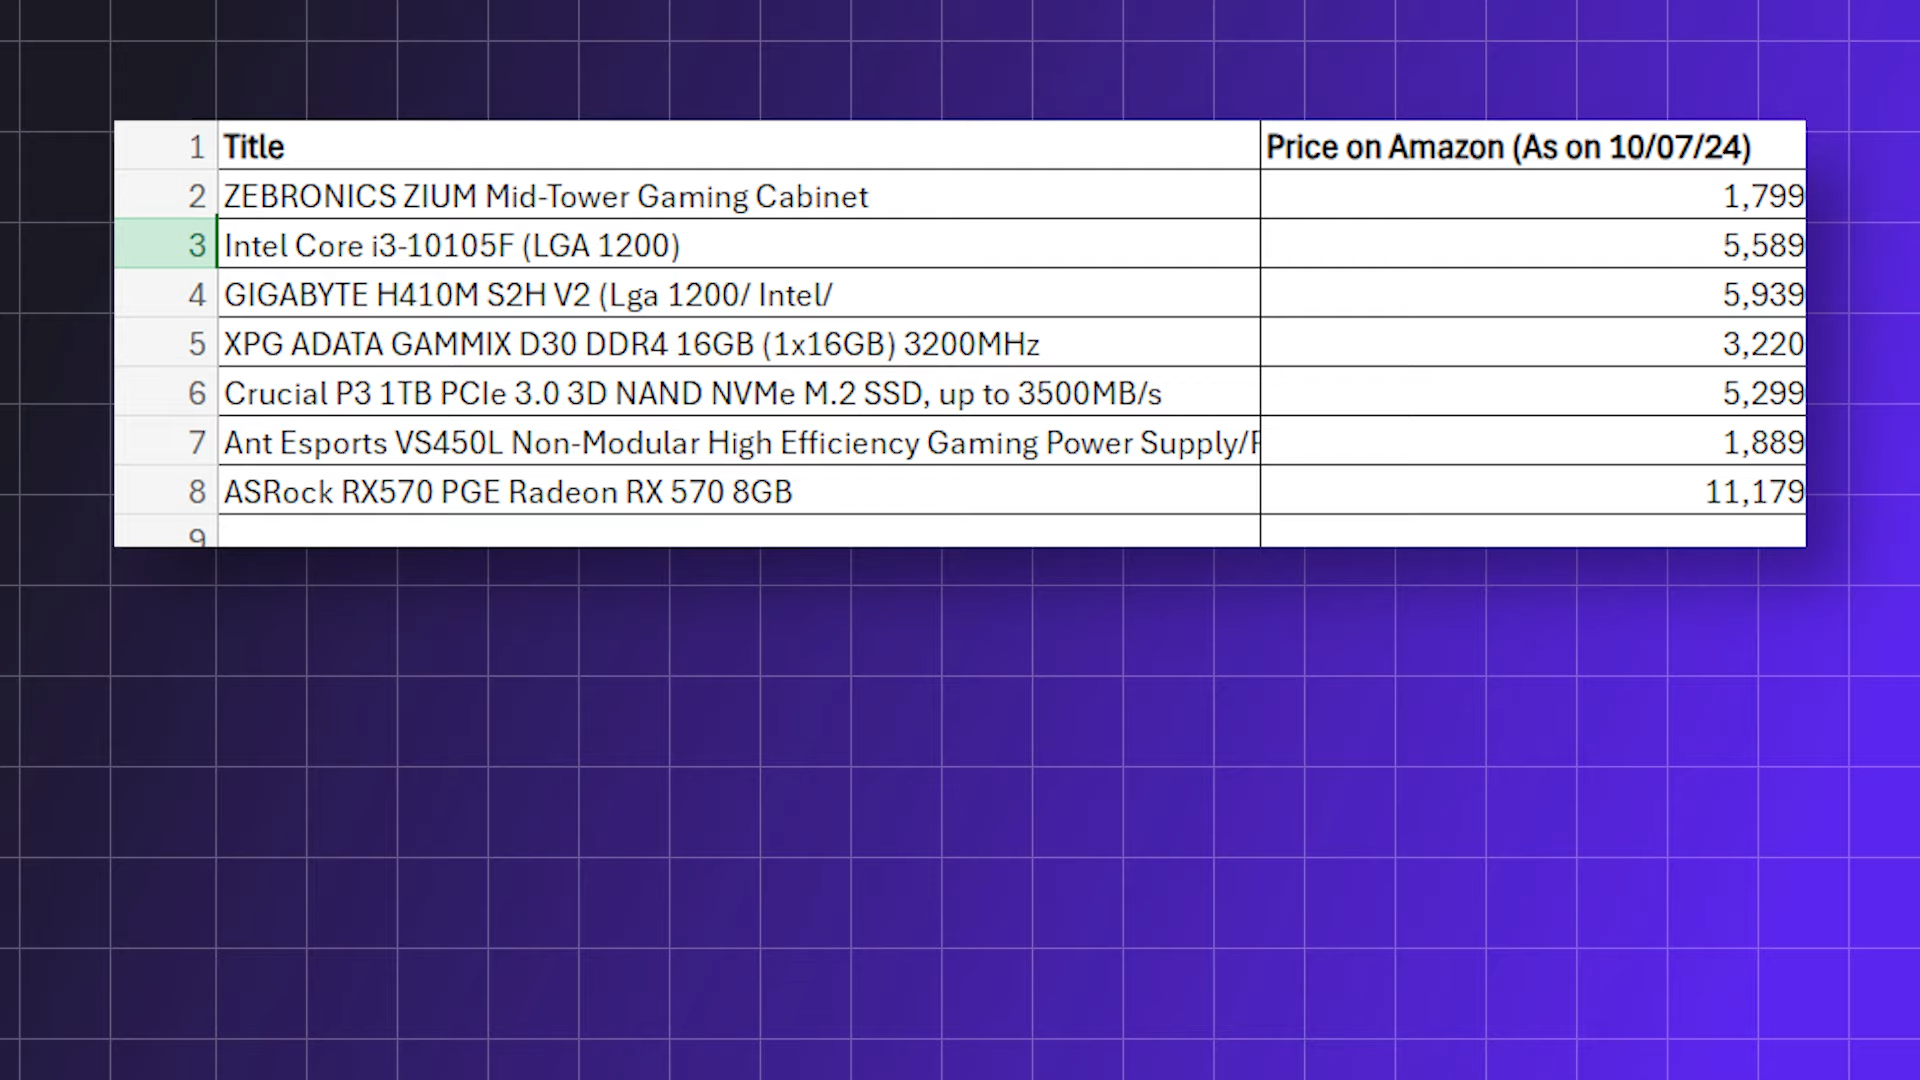 1 Title Price on Amazon (As on 10/07/24)
2 ZEBRONICS ZIUM Mid-Tower Gaming Cabinet 1,799
3 Intel Core i3-10105F (LGA 1200) 5,589
4 GIGABYTE H410M S2H V2 (Lga 1200/ Intel/ 5,939
5 XPG ADATA GAMMIX D30 DDR4 16GB (1x16GB) 3200MHz 3,220
6 Crucial P3 1TB PCIe 3.0 3D NAND NVMe M.2 SSD, up to 3500MB/s 5,299
7 Ant Esports VS450L Non-Modular High Efficiency Gaming Power Supply/ 1,889
8 ASRock RX570 PGE Radeon RX 570 8GB 11,179
9